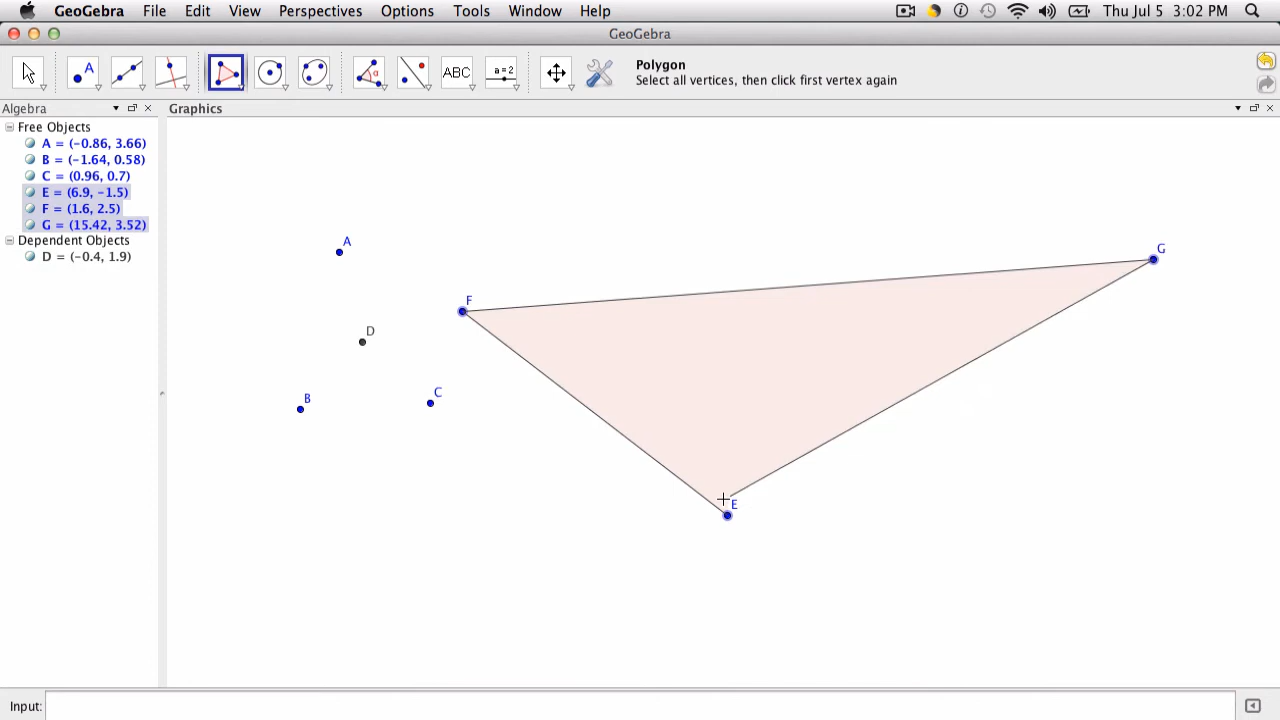 GeoGebra File Edit View Perspectives Options Tools Window Help Thu Jul 5 3:02 PM
GeoGebra
A α ABC a=2
Polygon
Select all vertices, then click first vertex again
Algebra
Graphics
Free Objects
A = (-0.86, 3.66)
B = (-1.64, 0.58)
C = (0.96, 0.7)
E = (6.9, -1.5)
F = (1.6, 2.5)
G = (15.42, 3.52)
Dependent Objects
D = (-0.4, 1.9)
A
G
F
D
C
B
E
Input: